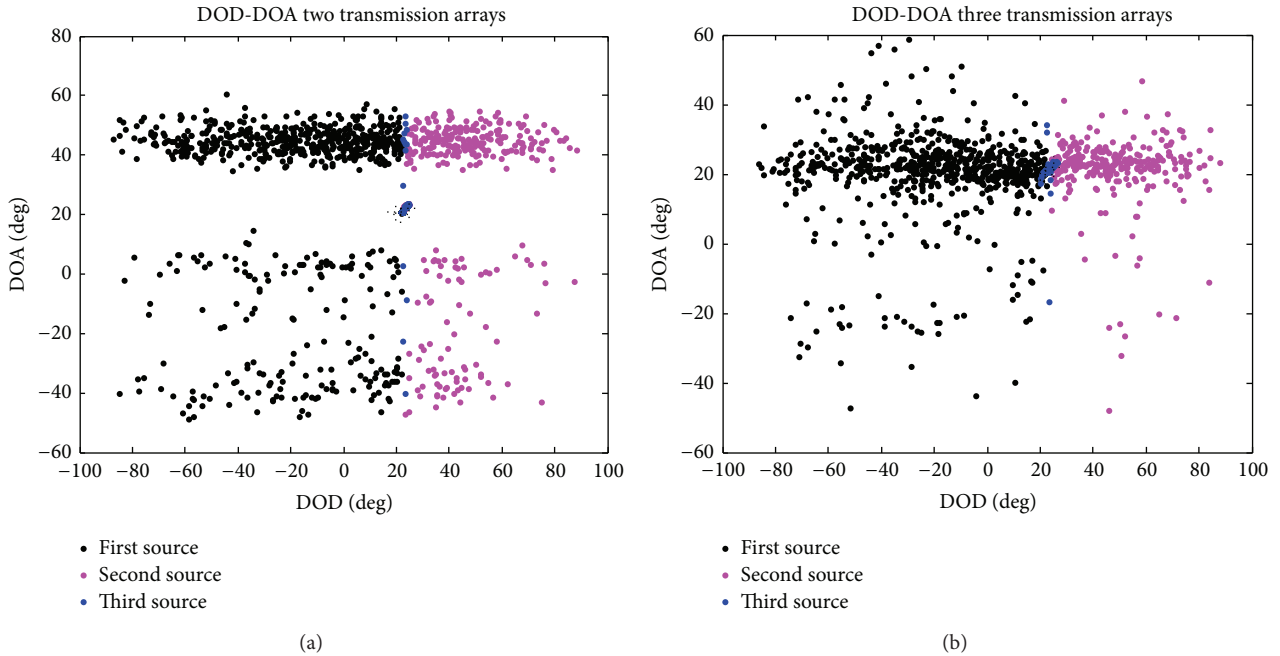 DOD-DOA two transmission arrays
80
60
40
20
0
−20
−40
−60
DOA (deg)
−100 −80 −60 −40 −20 0 20 40 60 80 100
DOD (deg)
First source
Second source
Third source
(a)
DOD-DOA three transmission arrays
60
40
20
0
−20
−40
−60
DOA (deg)
−100 −80 −60 −40 −20 0 20 40 60 80 100
DOD (deg)
First source
Second source
Third source
(b)